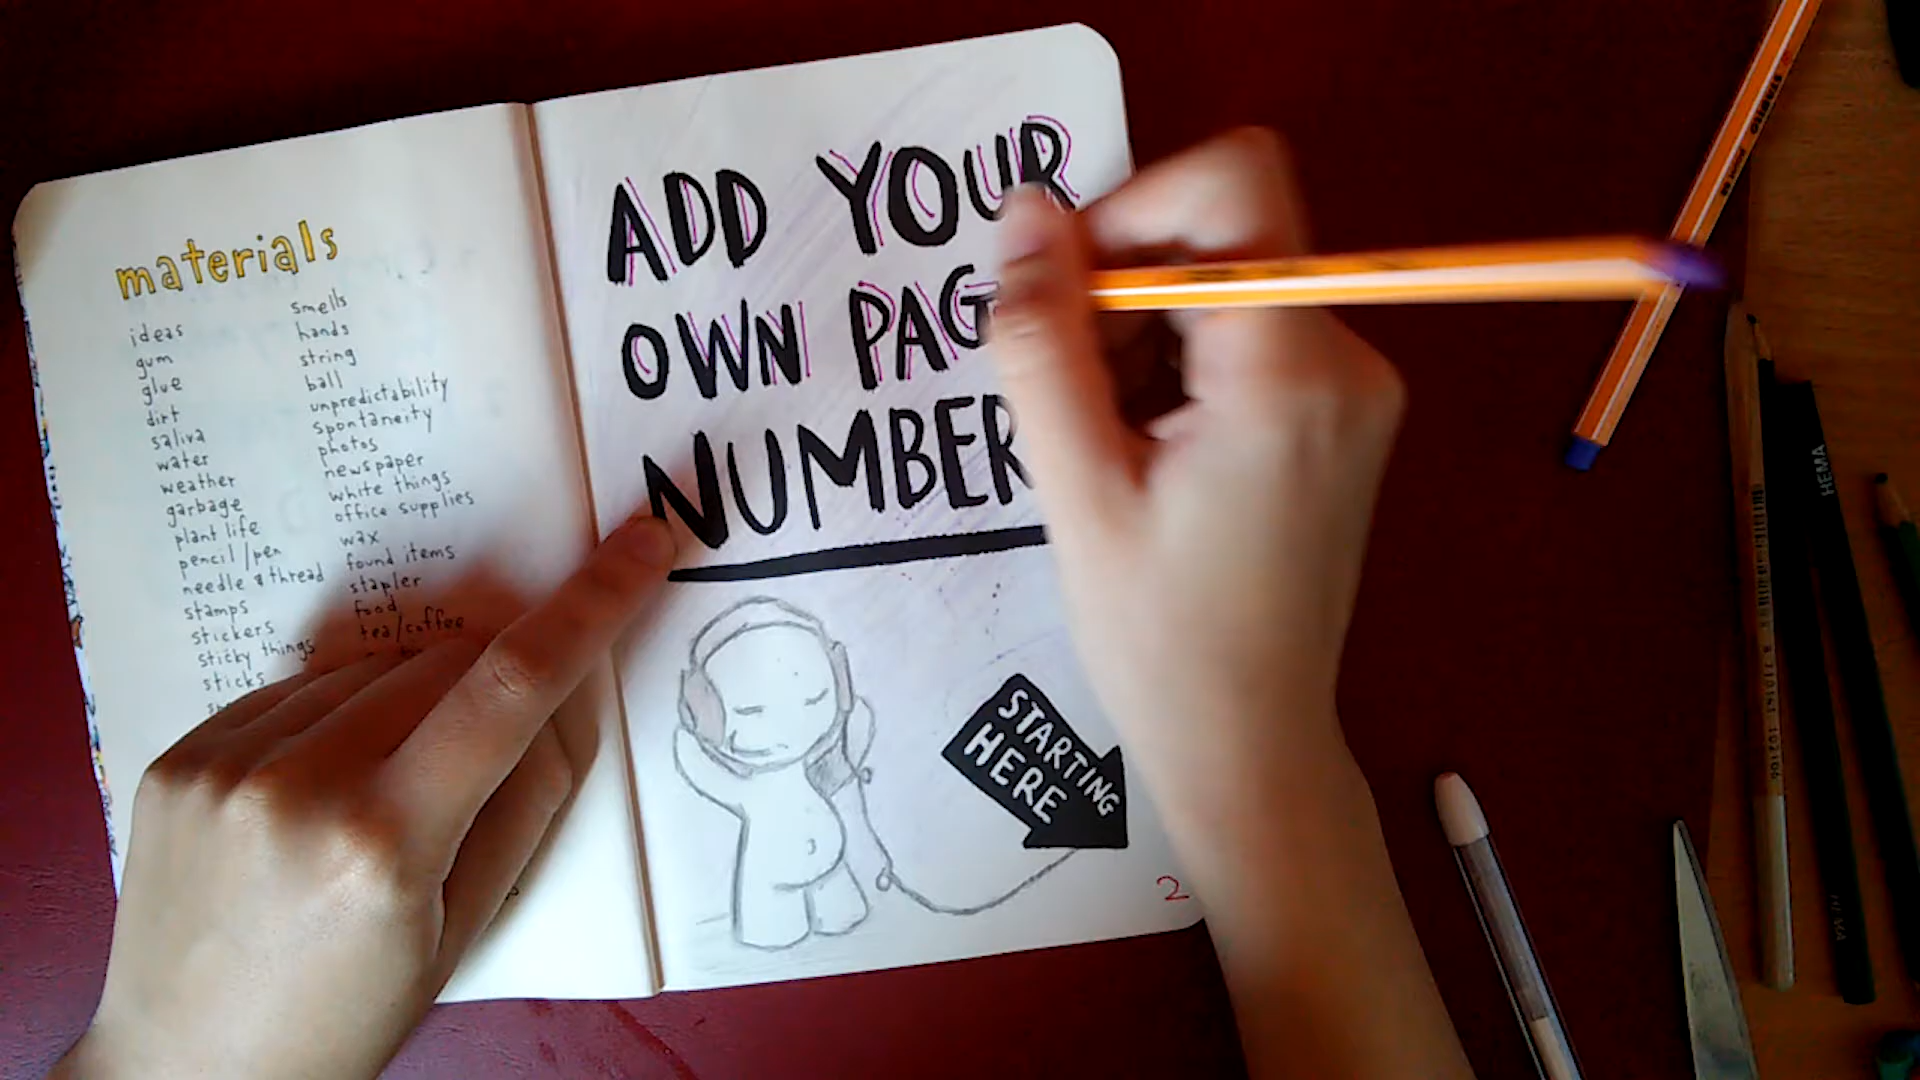 materials
ideas
gum
glue
dirt
saliva
water
weather
garbage
plant life
pencil/pen
needle & thread
stamps
stickers
sticky things
sticks
smells
hands
string
ball
unpredictability
spontaneity
photos
newspaper
white things
office supplies
wax
found items
stapler
food
tea/coffee
ADD YOUR
OWN PAG
NUMBER
STARTING
HERE
2
HEMA